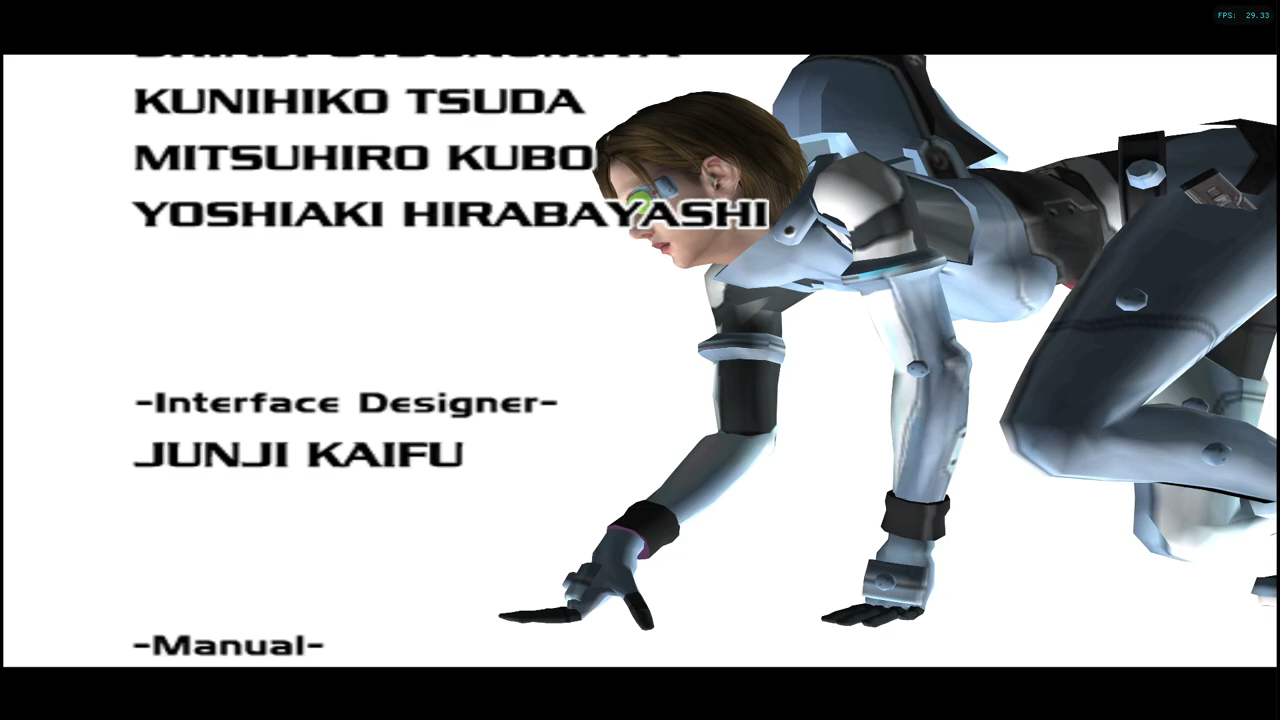 FPS: 29.33
KUNIHIKO TSUDA
MITSUHIRO KUBO
YOSHIAKI HIRABAYASHI
-Interface Designer-
JUNJI KAIFU
-Manual-